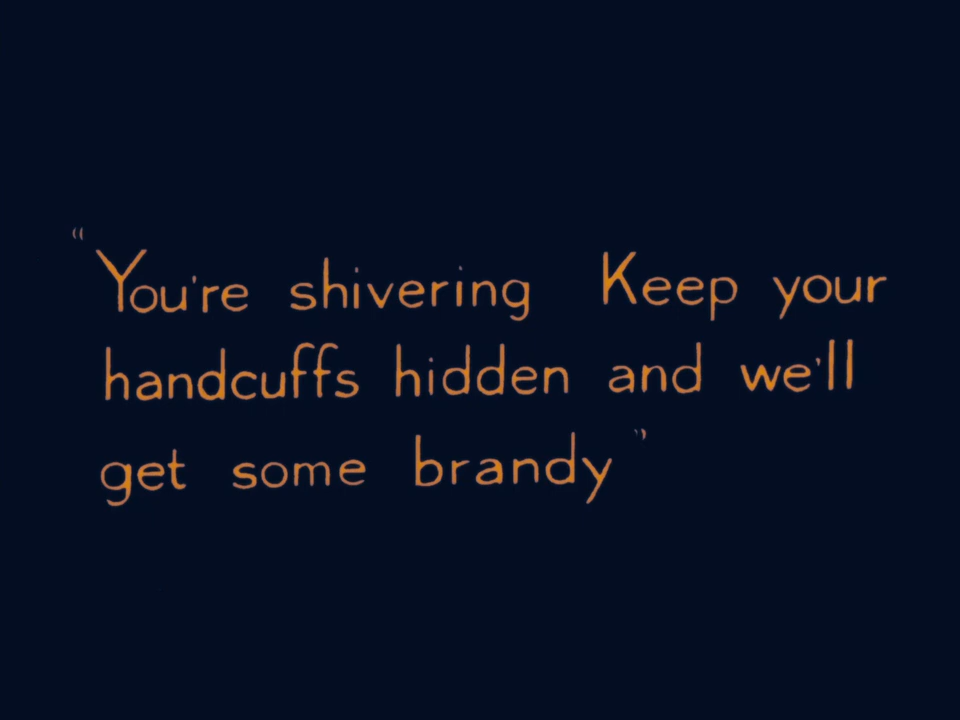 “You're shivering Keep your
handcuffs hidden and we'll
get some brandy”